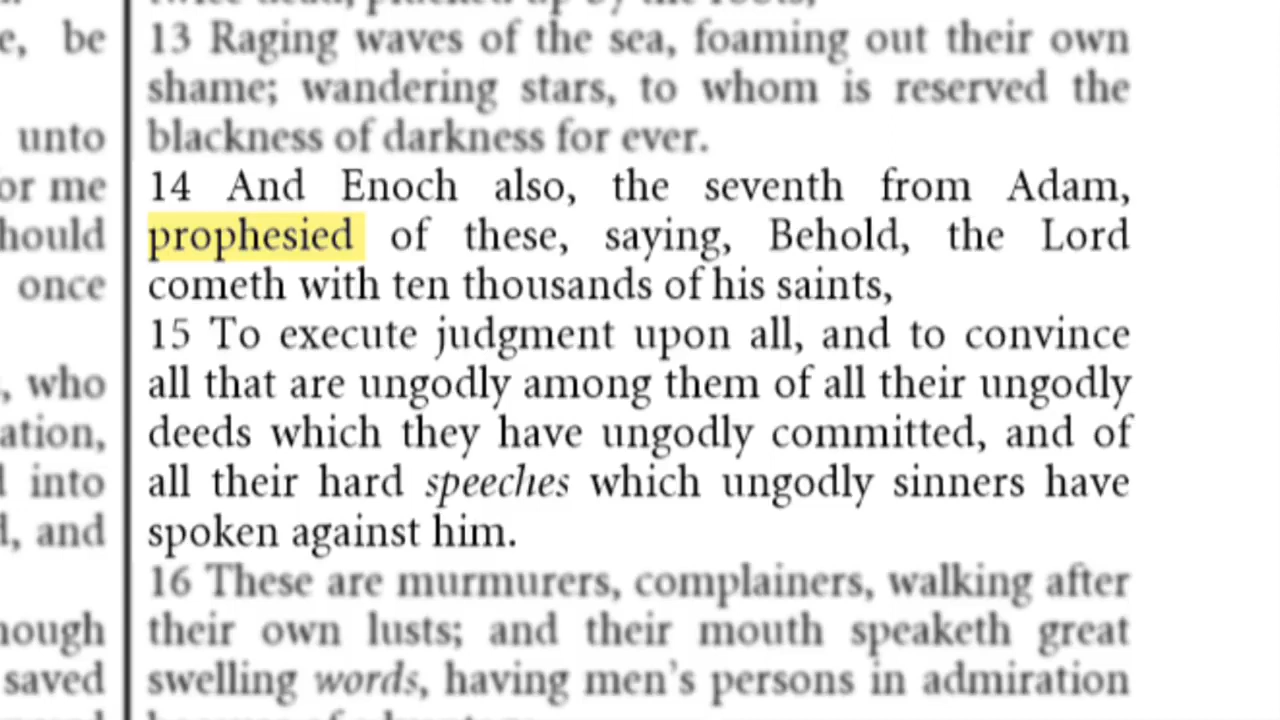 e, be
unto
or me
hould
once
, who
ation,
into
d, and
hough
saved
13 Raging waves of the sea, foaming out their own
shame; wandering stars, to whom is reserved the
blackness of darkness for ever.
14 And Enoch also, the seventh from Adam,
prophesied of these, saying, Behold, the Lord
cometh with ten thousands of his saints,
15 To execute judgment upon all, and to convince
all that are ungodly among them of all their ungodly
deeds which they have ungodly committed, and of
all their hard speeches which ungodly sinners have
spoken against him.
16 These are murmurers, complainers, walking after
their own lusts; and their mouth speaketh great
swelling words, having men's persons in admiration